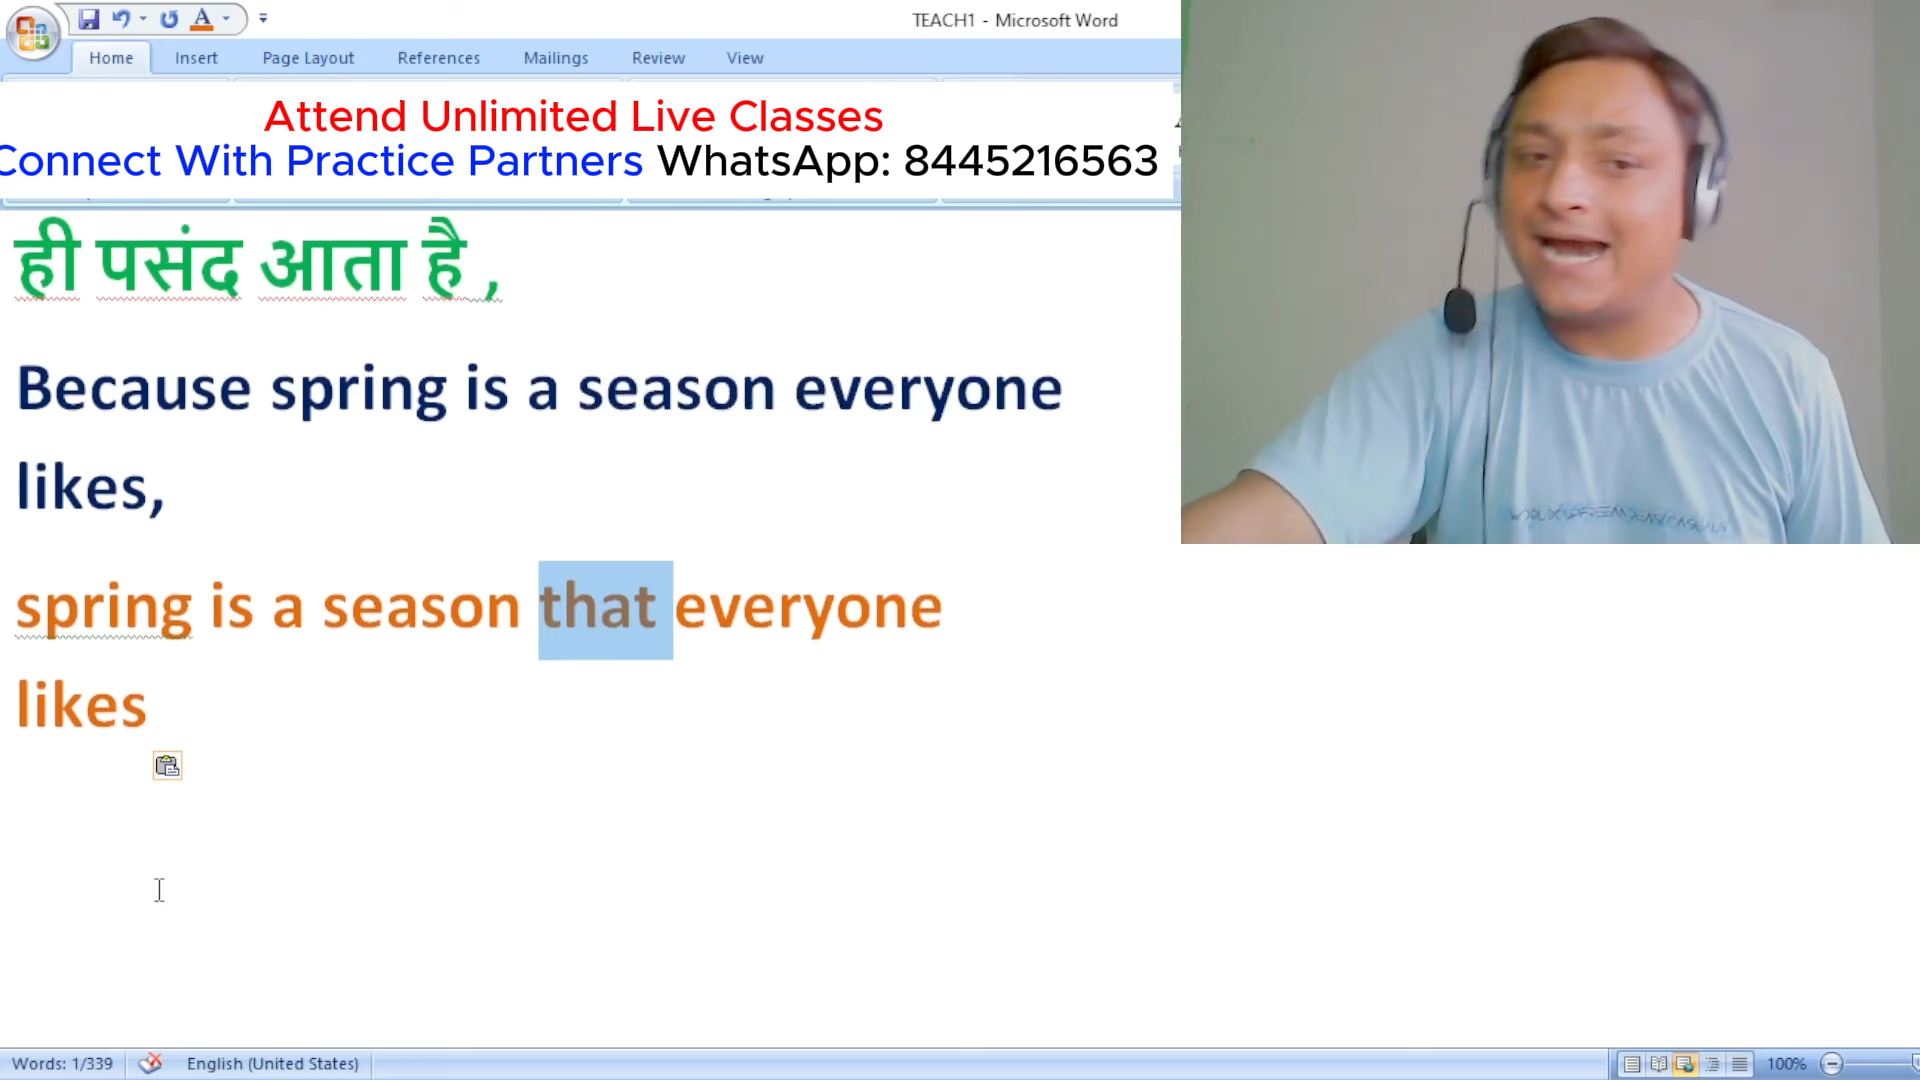 TEACH1 - Microsoft Word
Home Insert Page Layout References Mailings Review View
Attend Unlimited Live Classes
Connect With Practice Partners WhatsApp: 8445216563
ही पसंद आता है ,
Because spring is a season everyone
likes,
spring is a season that everyone
likes
Words: 1/339 English (United States) 100%